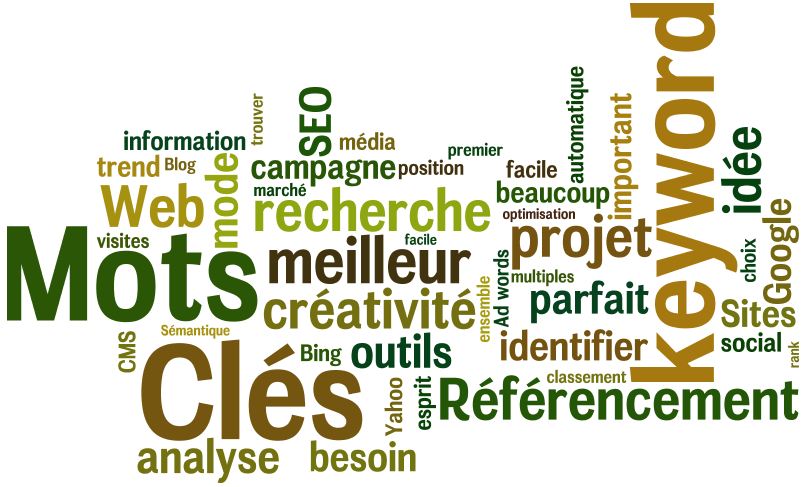 keyword
SEO
trouver
automatique
important
idée
information
média
premier
trend
Blog
mode
campagne
position
facile
marché
beaucoup
Web
recherche
optimisation
Google
visites
facile
projet
choix
Mots
meilleur
Ad words
multiples
créativité
ensemble
parfait
Sites
Sémantique
CMS
Bing
outils
identifier
social
rank
Clés
Yahoo
esprit
classement
Référencement
analyse
besoin